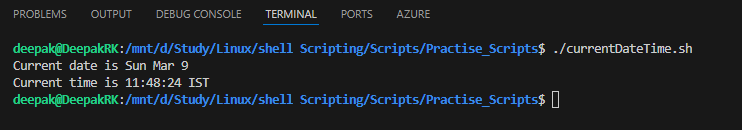 PROBLEMS OUTPUT DEBUG CONSOLE TERMINAL PORTS AZURE
deepak@DeepakRK:/mnt/d/Study/Linux/shell Scripting/Scripts/Practise_Scripts$ ./currentDateTime.sh
Current date is Sun Mar 9
Current time is 11:48:24 IST
deepak@DeepakRK:/mnt/d/Study/Linux/shell Scripting/Scripts/Practise_Scripts$